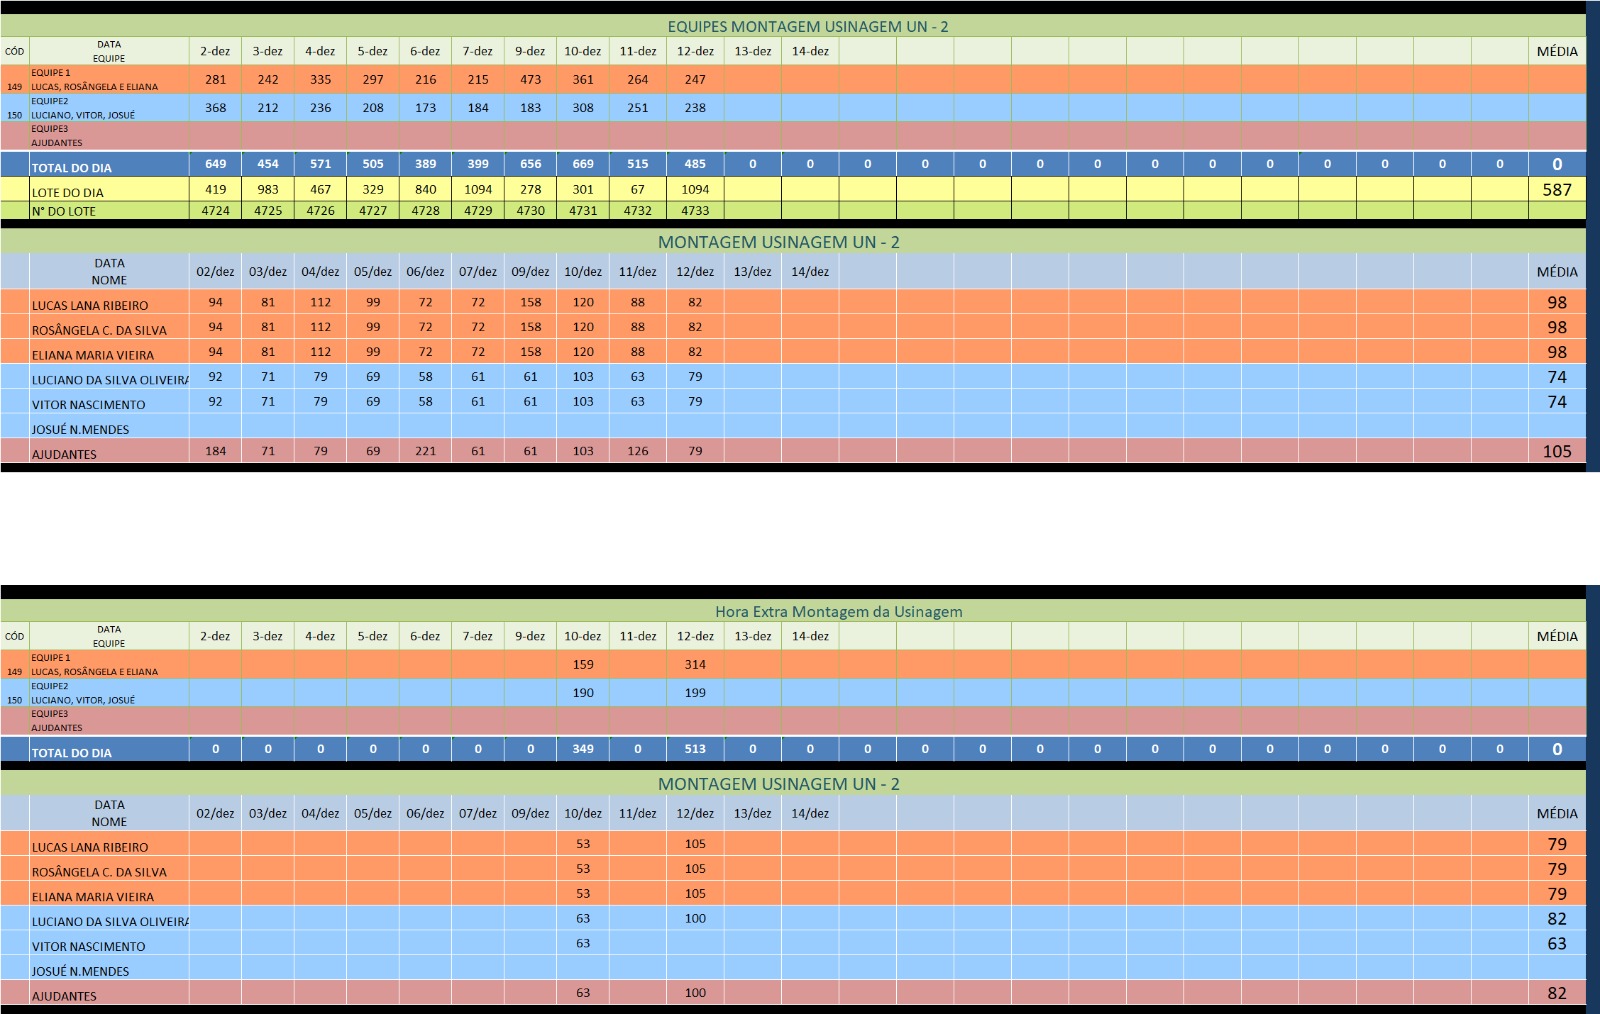 EQUIPES MONTAGEM USINAGEM UN - 2
CÓD DATA EQUIPE 2-dez 3-dez 4-dez 5-dez 6-dez 7-dez 9-dez 10-dez 11-dez 12-dez 13-dez 14-dez MÉDIA
149 EQUIPE 1 LUCAS, ROSÂNGELA E ELIANA 281 242 335 297 216 215 473 361 264 247
150 EQUIPE2 LUCIANO, VITOR, JOSUÉ 368 212 236 208 173 184 183 308 251 238
EQUIPE3 AJUDANTES
TOTAL DO DIA 649 454 571 505 389 399 656 669 515 485 0 0 0 0 0 0 0 0 0 0 0 0 0 0 0
LOTE DO DIA 419 983 467 329 840 1094 278 301 67 1094 587
N° DO LOTE 4724 4725 4726 4727 4728 4729 4730 4731 4732 4733
MONTAGEM USINAGEM UN - 2
DATA NOME 02/dez 03/dez 04/dez 05/dez 06/dez 07/dez 09/dez 10/dez 11/dez 12/dez 13/dez 14/dez MÉDIA
LUCAS LANA RIBEIRO 94 81 112 99 72 72 158 120 88 82 98
ROSÂNGELA C. DA SILVA 94 81 112 99 72 72 158 120 88 82 98
ELIANA MARIA VIEIRA 94 81 112 99 72 72 158 120 88 82 98
LUCIANO DA SILVA OLIVEIRA 92 71 79 69 58 61 61 103 63 79 74
VITOR NASCIMENTO 92 71 79 69 58 61 61 103 63 79 74
JOSUÉ N.MENDES
AJUDANTES 184 71 79 69 221 61 61 103 126 79 105
Hora Extra Montagem da Usinagem
CÓD DATA EQUIPE 2-dez 3-dez 4-dez 5-dez 6-dez 7-dez 9-dez 10-dez 11-dez 12-dez 13-dez 14-dez MÉDIA
149 EQUIPE 1 LUCAS, ROSÂNGELA E ELIANA 159 314
150 EQUIPE2 LUCIANO, VITOR, JOSUÉ 190 199
EQUIPE3 AJUDANTES
TOTAL DO DIA 0 0 0 0 0 0 0 349 0 513 0 0 0 0 0 0 0 0 0 0 0 0 0 0 0
MONTAGEM USINAGEM UN - 2
DATA NOME 02/dez 03/dez 04/dez 05/dez 06/dez 07/dez 09/dez 10/dez 11/dez 12/dez 13/dez 14/dez MÉDIA
LUCAS LANA RIBEIRO 53 105 79
ROSÂNGELA C. DA SILVA 53 105 79
ELIANA MARIA VIEIRA 53 105 79
LUCIANO DA SILVA OLIVEIRA 63 100 82
VITOR NASCIMENTO 63 63
JOSUÉ N.MENDES
AJUDANTES 63 100 82